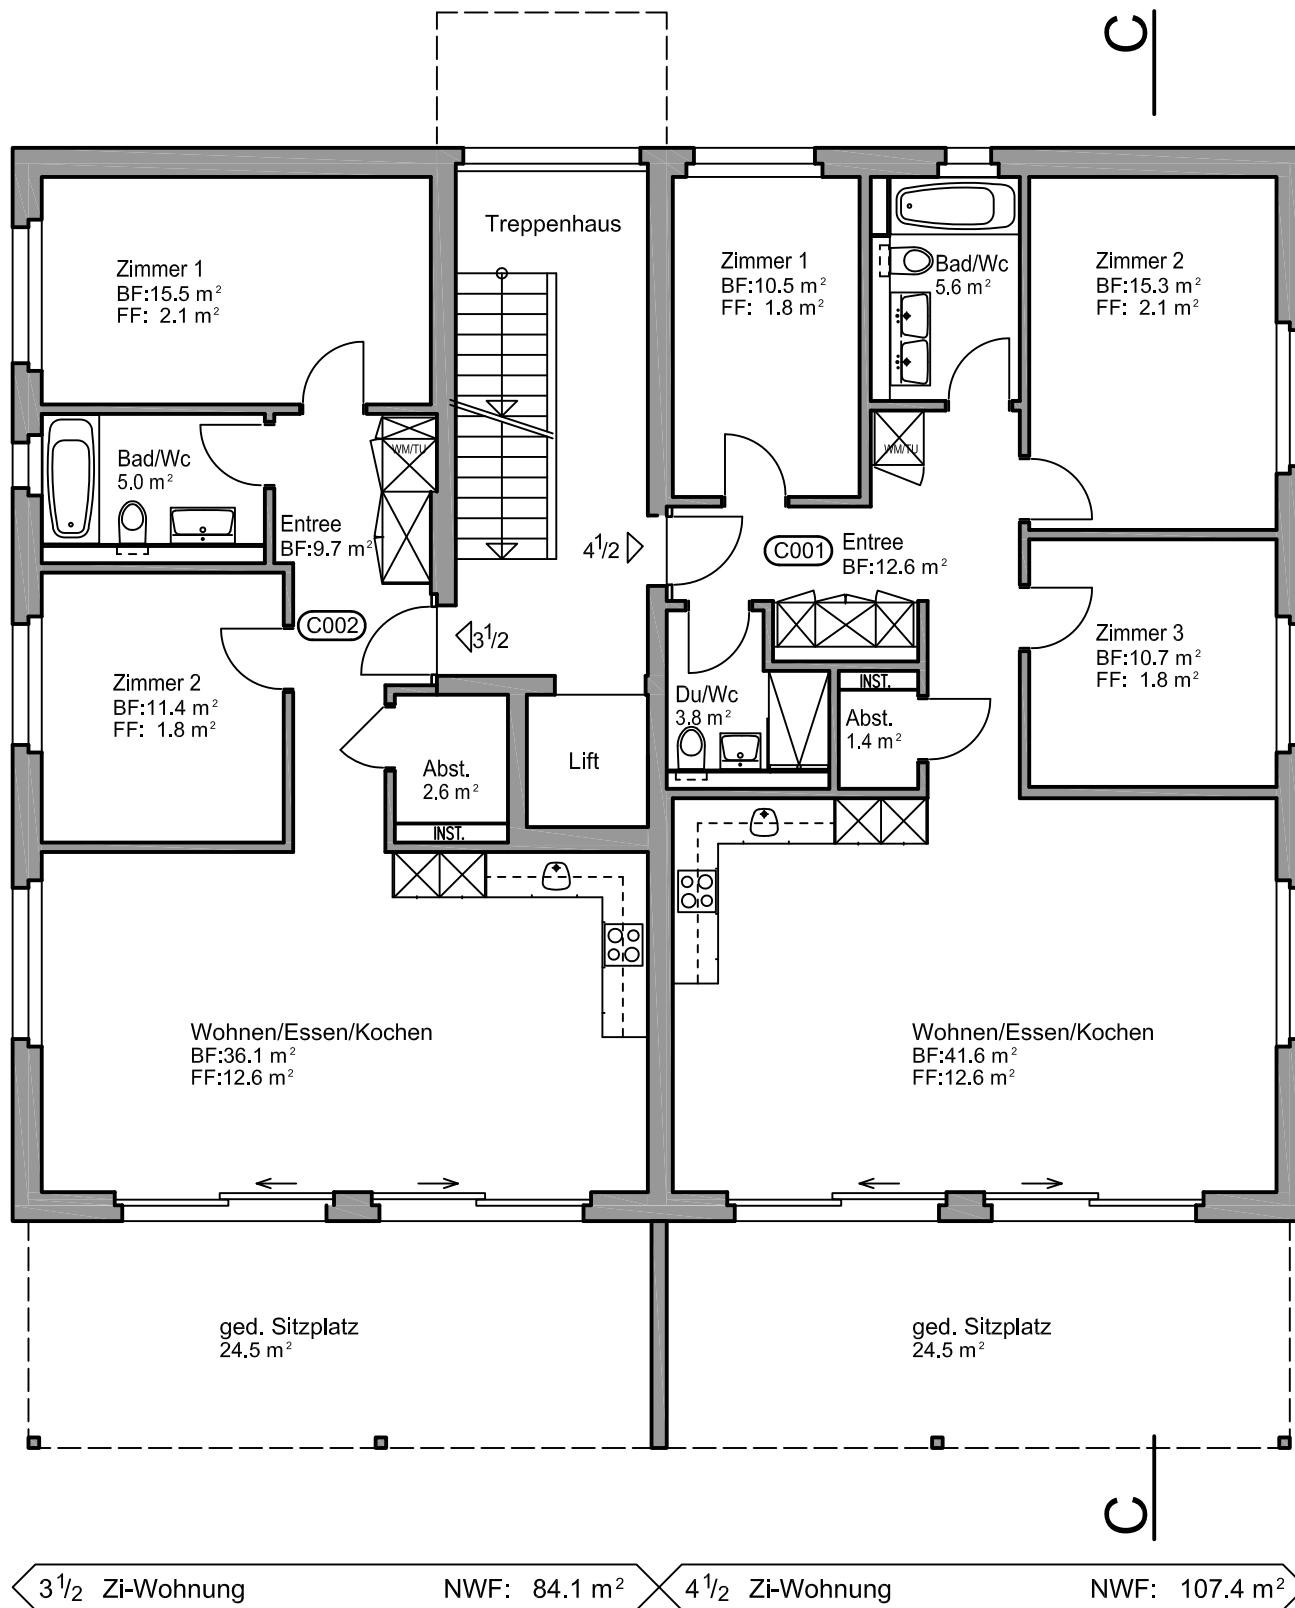 C
Treppenhaus
Zimmer 1
BF:15.5 m²
FF: 2.1 m²
Zimmer 1
BF:10.5 m²
FF: 1.8 m²
Bad/Wc
5.6 m²
Zimmer 2
BF:15.3 m²
FF: 2.1 m²
WM/TU
WM/TU
Bad/Wc
5.0 m²
Entree
BF:9.7 m²
4 1/2
C001
Entree
BF:12.6 m²
C002
3 1/2
Zimmer 3
BF:10.7 m²
FF: 1.8 m²
Zimmer 2
BF:11.4 m²
FF: 1.8 m²
Du/Wc
3.8 m²
INST.
Abst.
1.4 m²
Abst.
2.6 m²
INST.
Lift
Wohnen/Essen/Kochen
BF:36.1 m²
FF:12.6 m²
Wohnen/Essen/Kochen
BF:41.6 m²
FF:12.6 m²
ged. Sitzplatz
24.5 m²
ged. Sitzplatz
24.5 m²
C
3 1/2 Zi-Wohnung NWF: 84.1 m²
4 1/2 Zi-Wohnung NWF: 107.4 m²